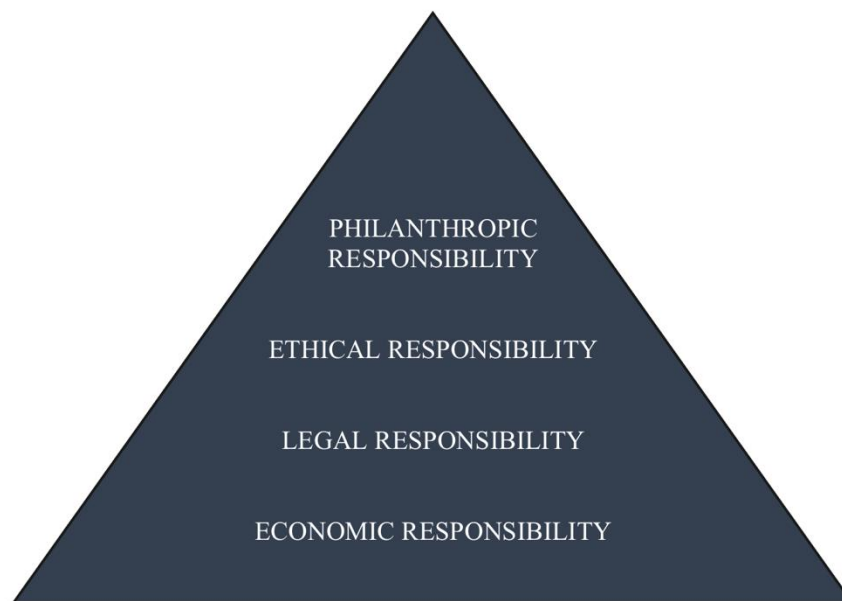 PHILANTHROPIC
RESPONSIBILITY
ETHICAL RESPONSIBILITY
LEGAL RESPONSIBILITY
ECONOMIC RESPONSIBILITY